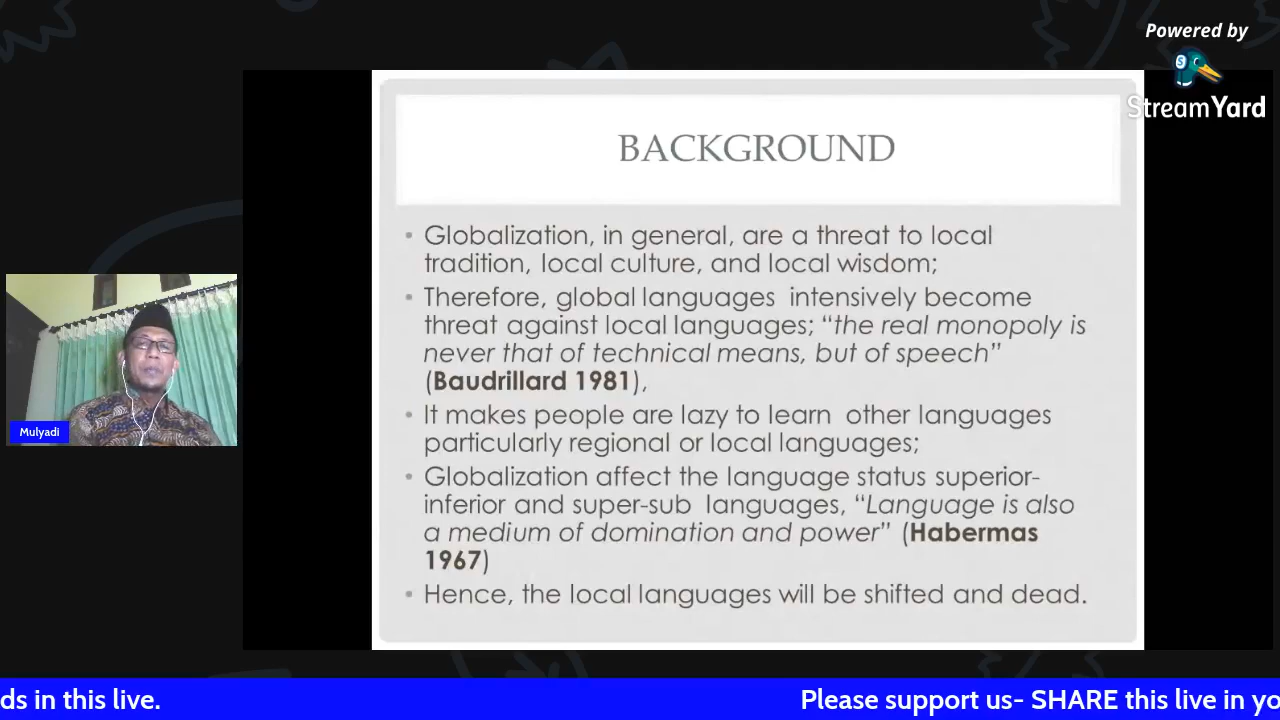 Powered by
StreamYard
BACKGROUND
• Globalization, in general, are a threat to local
tradition, local culture, and local wisdom;
• Therefore, global languages intensively become
threat against local languages; “the real monopoly is
never that of technical means, but of speech”
(Baudrillard 1981),
• It makes people are lazy to learn other languages
particularly regional or local languages;
• Globalization affect the language status superior-
inferior and super-sub languages, “Language is also
a medium of domination and power” (Habermas
1967)
• Hence, the local languages will be shifted and dead.
Mulyadi
ds in this live.
Please support us- SHARE this live in yo